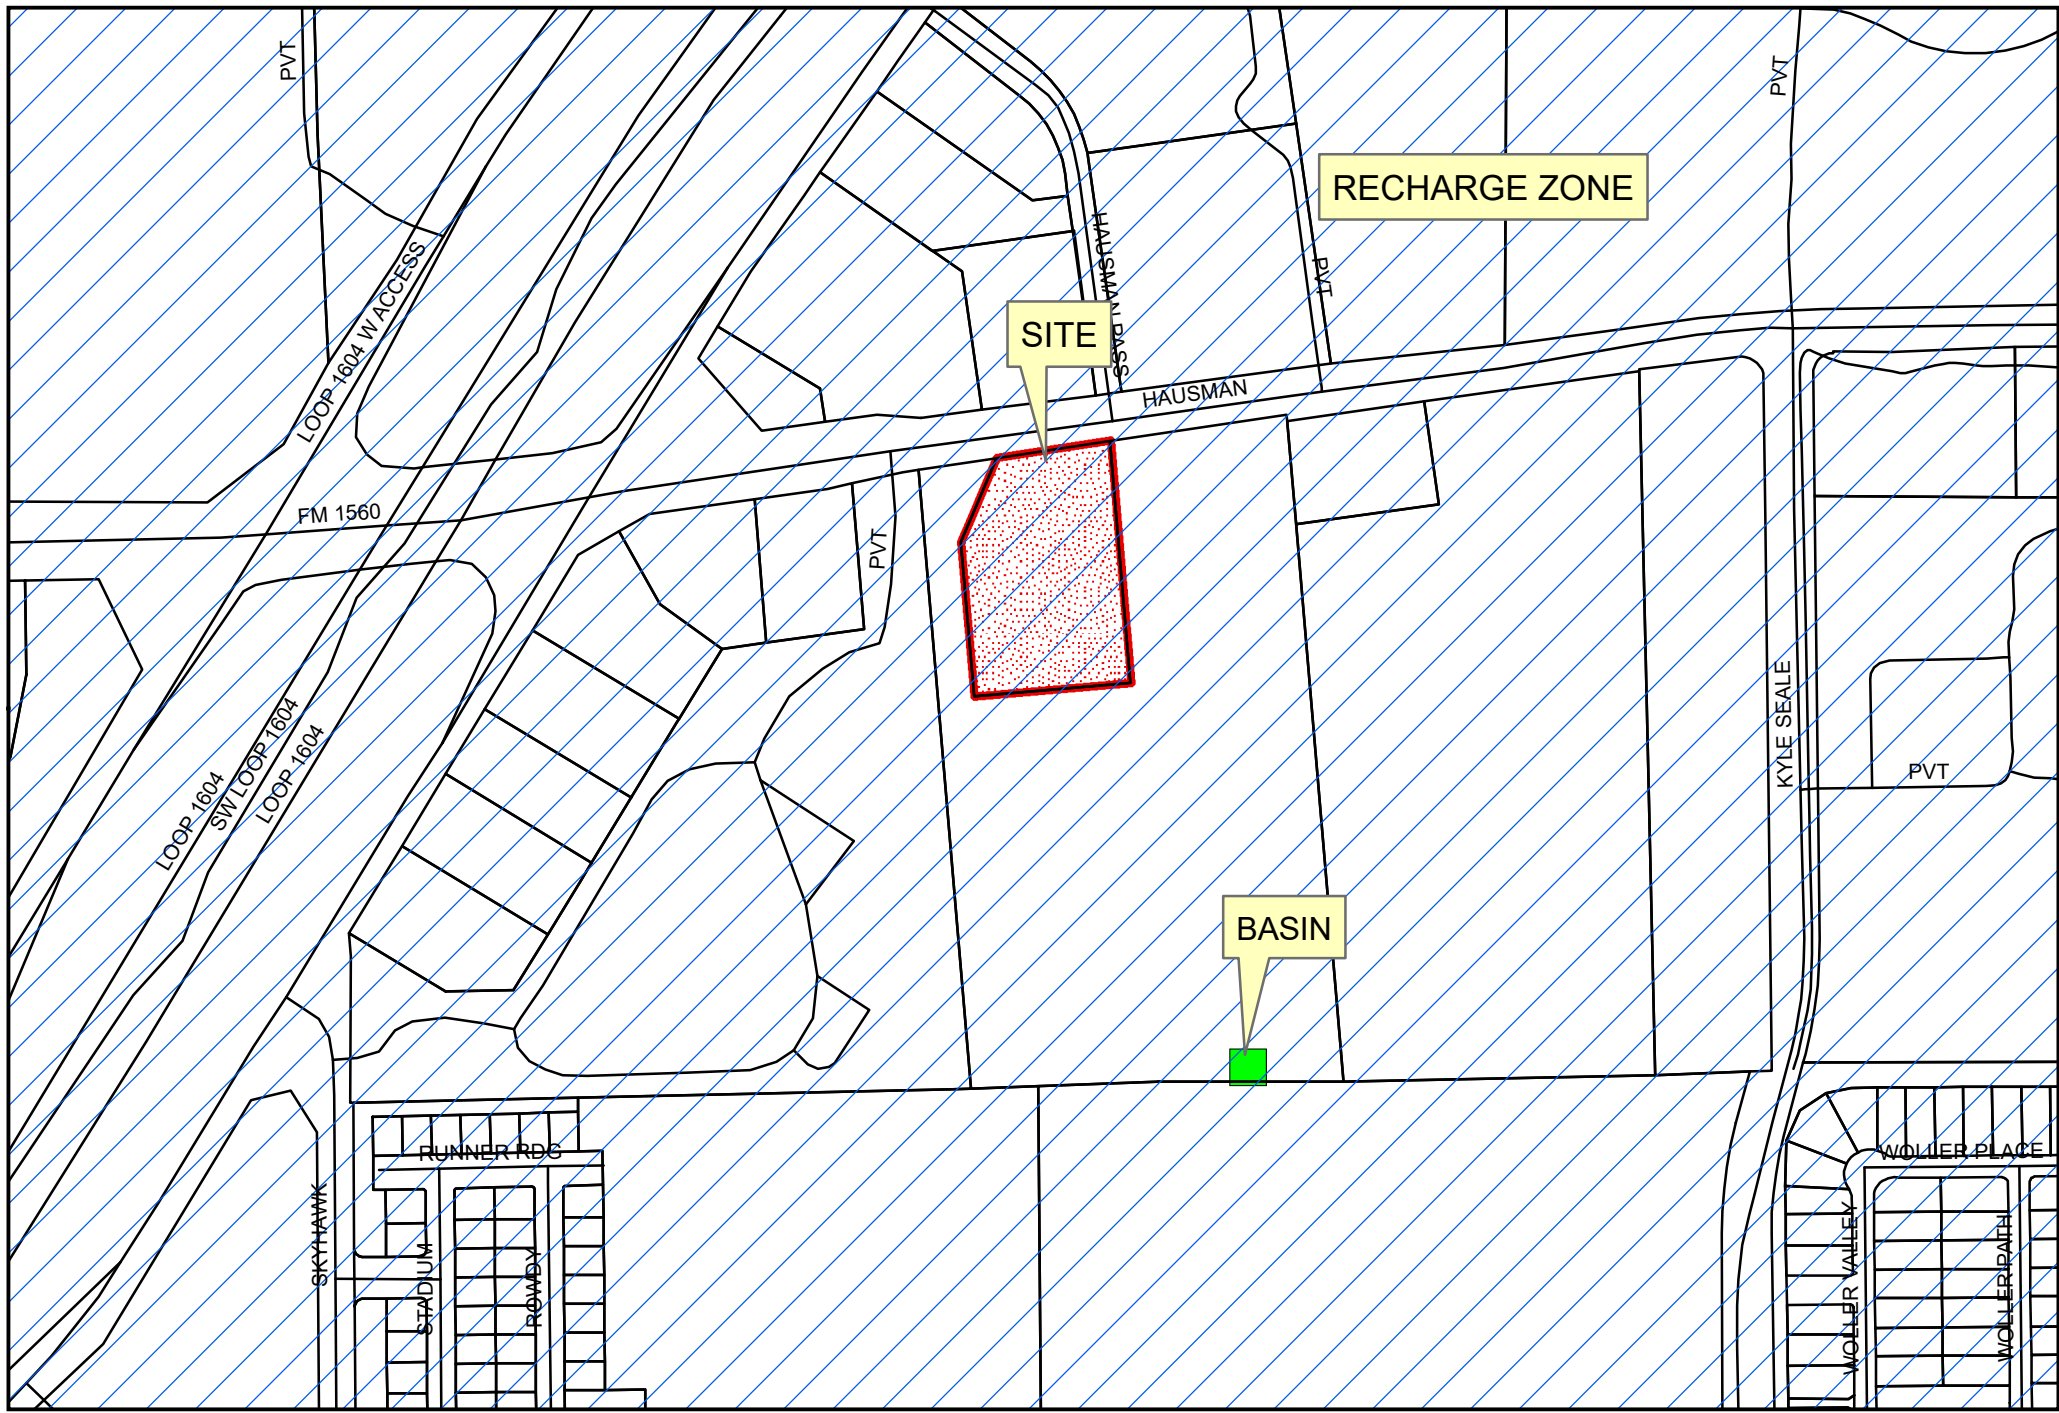 PVT
PVT
RECHARGE ZONE
HAUSMAN PASS
PVT
LOOP 1604 W ACCESS
SITE
HAUSMAN
FM 1560
PVT
KYLE SEALE
LOOP 1604
SW LOOP 1604
LOOP 1604
PVT
BASIN
RUNNER RDG
WOLLER PLACE
SKYHAWK
STADIUM
ROWDY
WOLLER VALLEY
WOLLER PATH